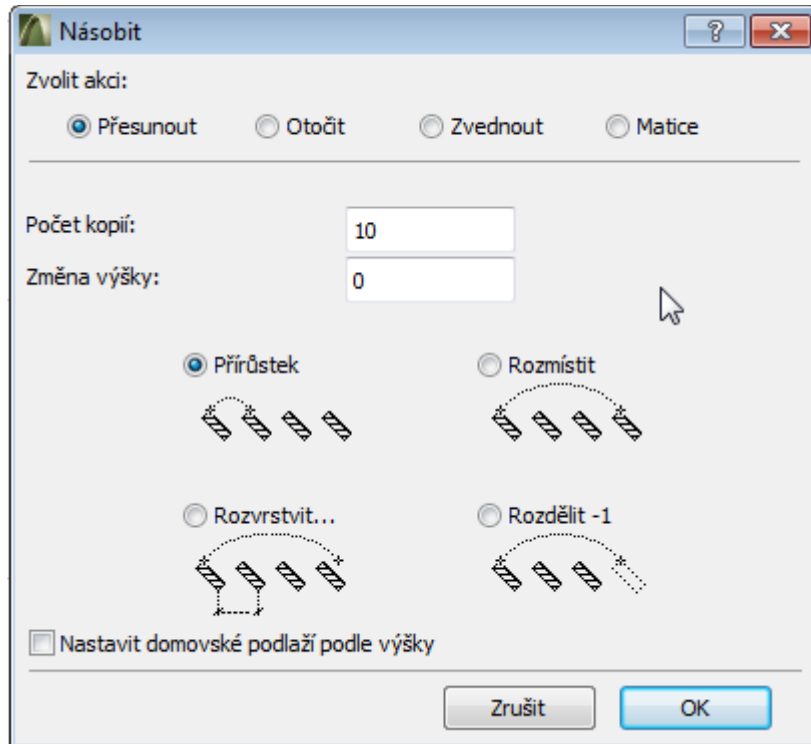 Násobit
Zvolit akci:
Přesunout Otočit Zvednout Matice
Počet kopií: 10
Změna výšky: 0
Přírůstek Rozmístit
Rozvrstvit... Rozdělit -1
Nastavit domovské podlaží podle výšky
Zrušit OK